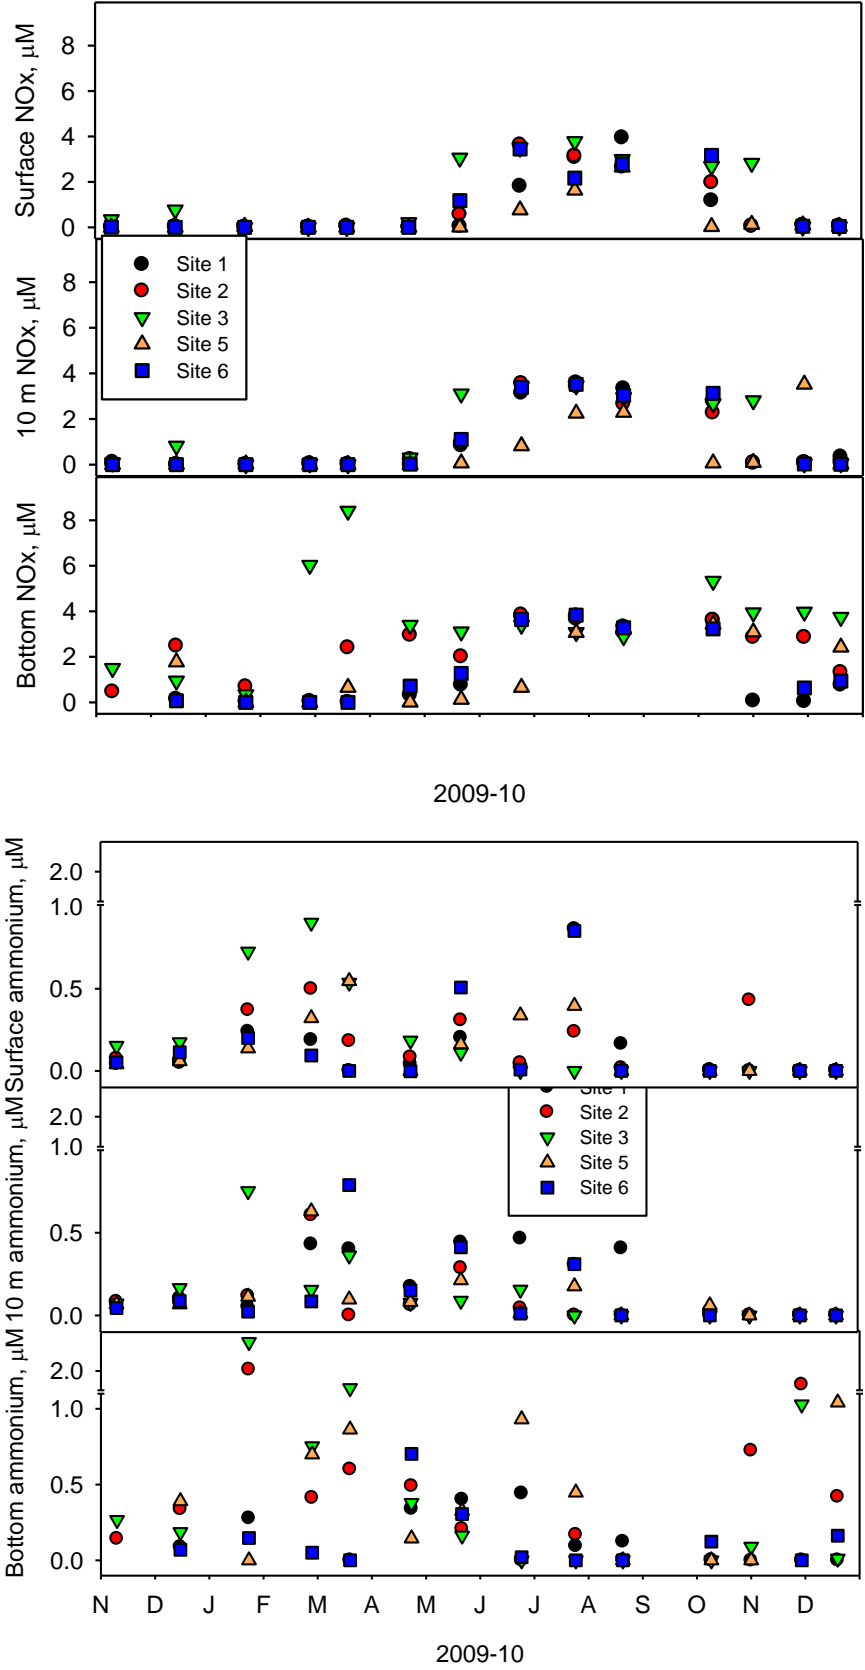 Surface NOx, µM
8
6
4
2
0
10 m NOx, µM
8
6
4
2
0
Site 1
Site 2
Site 3
Site 5
Site 6
Bottom NOx, µM
8
6
4
2
0
2009-10
Surface ammonium, µM
2.0
1.0
0.5
0.0
10 m ammonium, µM
2.0
1.0
0.5
0.0
Site 1
Site 2
Site 3
Site 5
Site 6
Bottom ammonium, µM
2.0
1.0
0.5
0.0
N D J F M A M J J A S O N D
2009-10